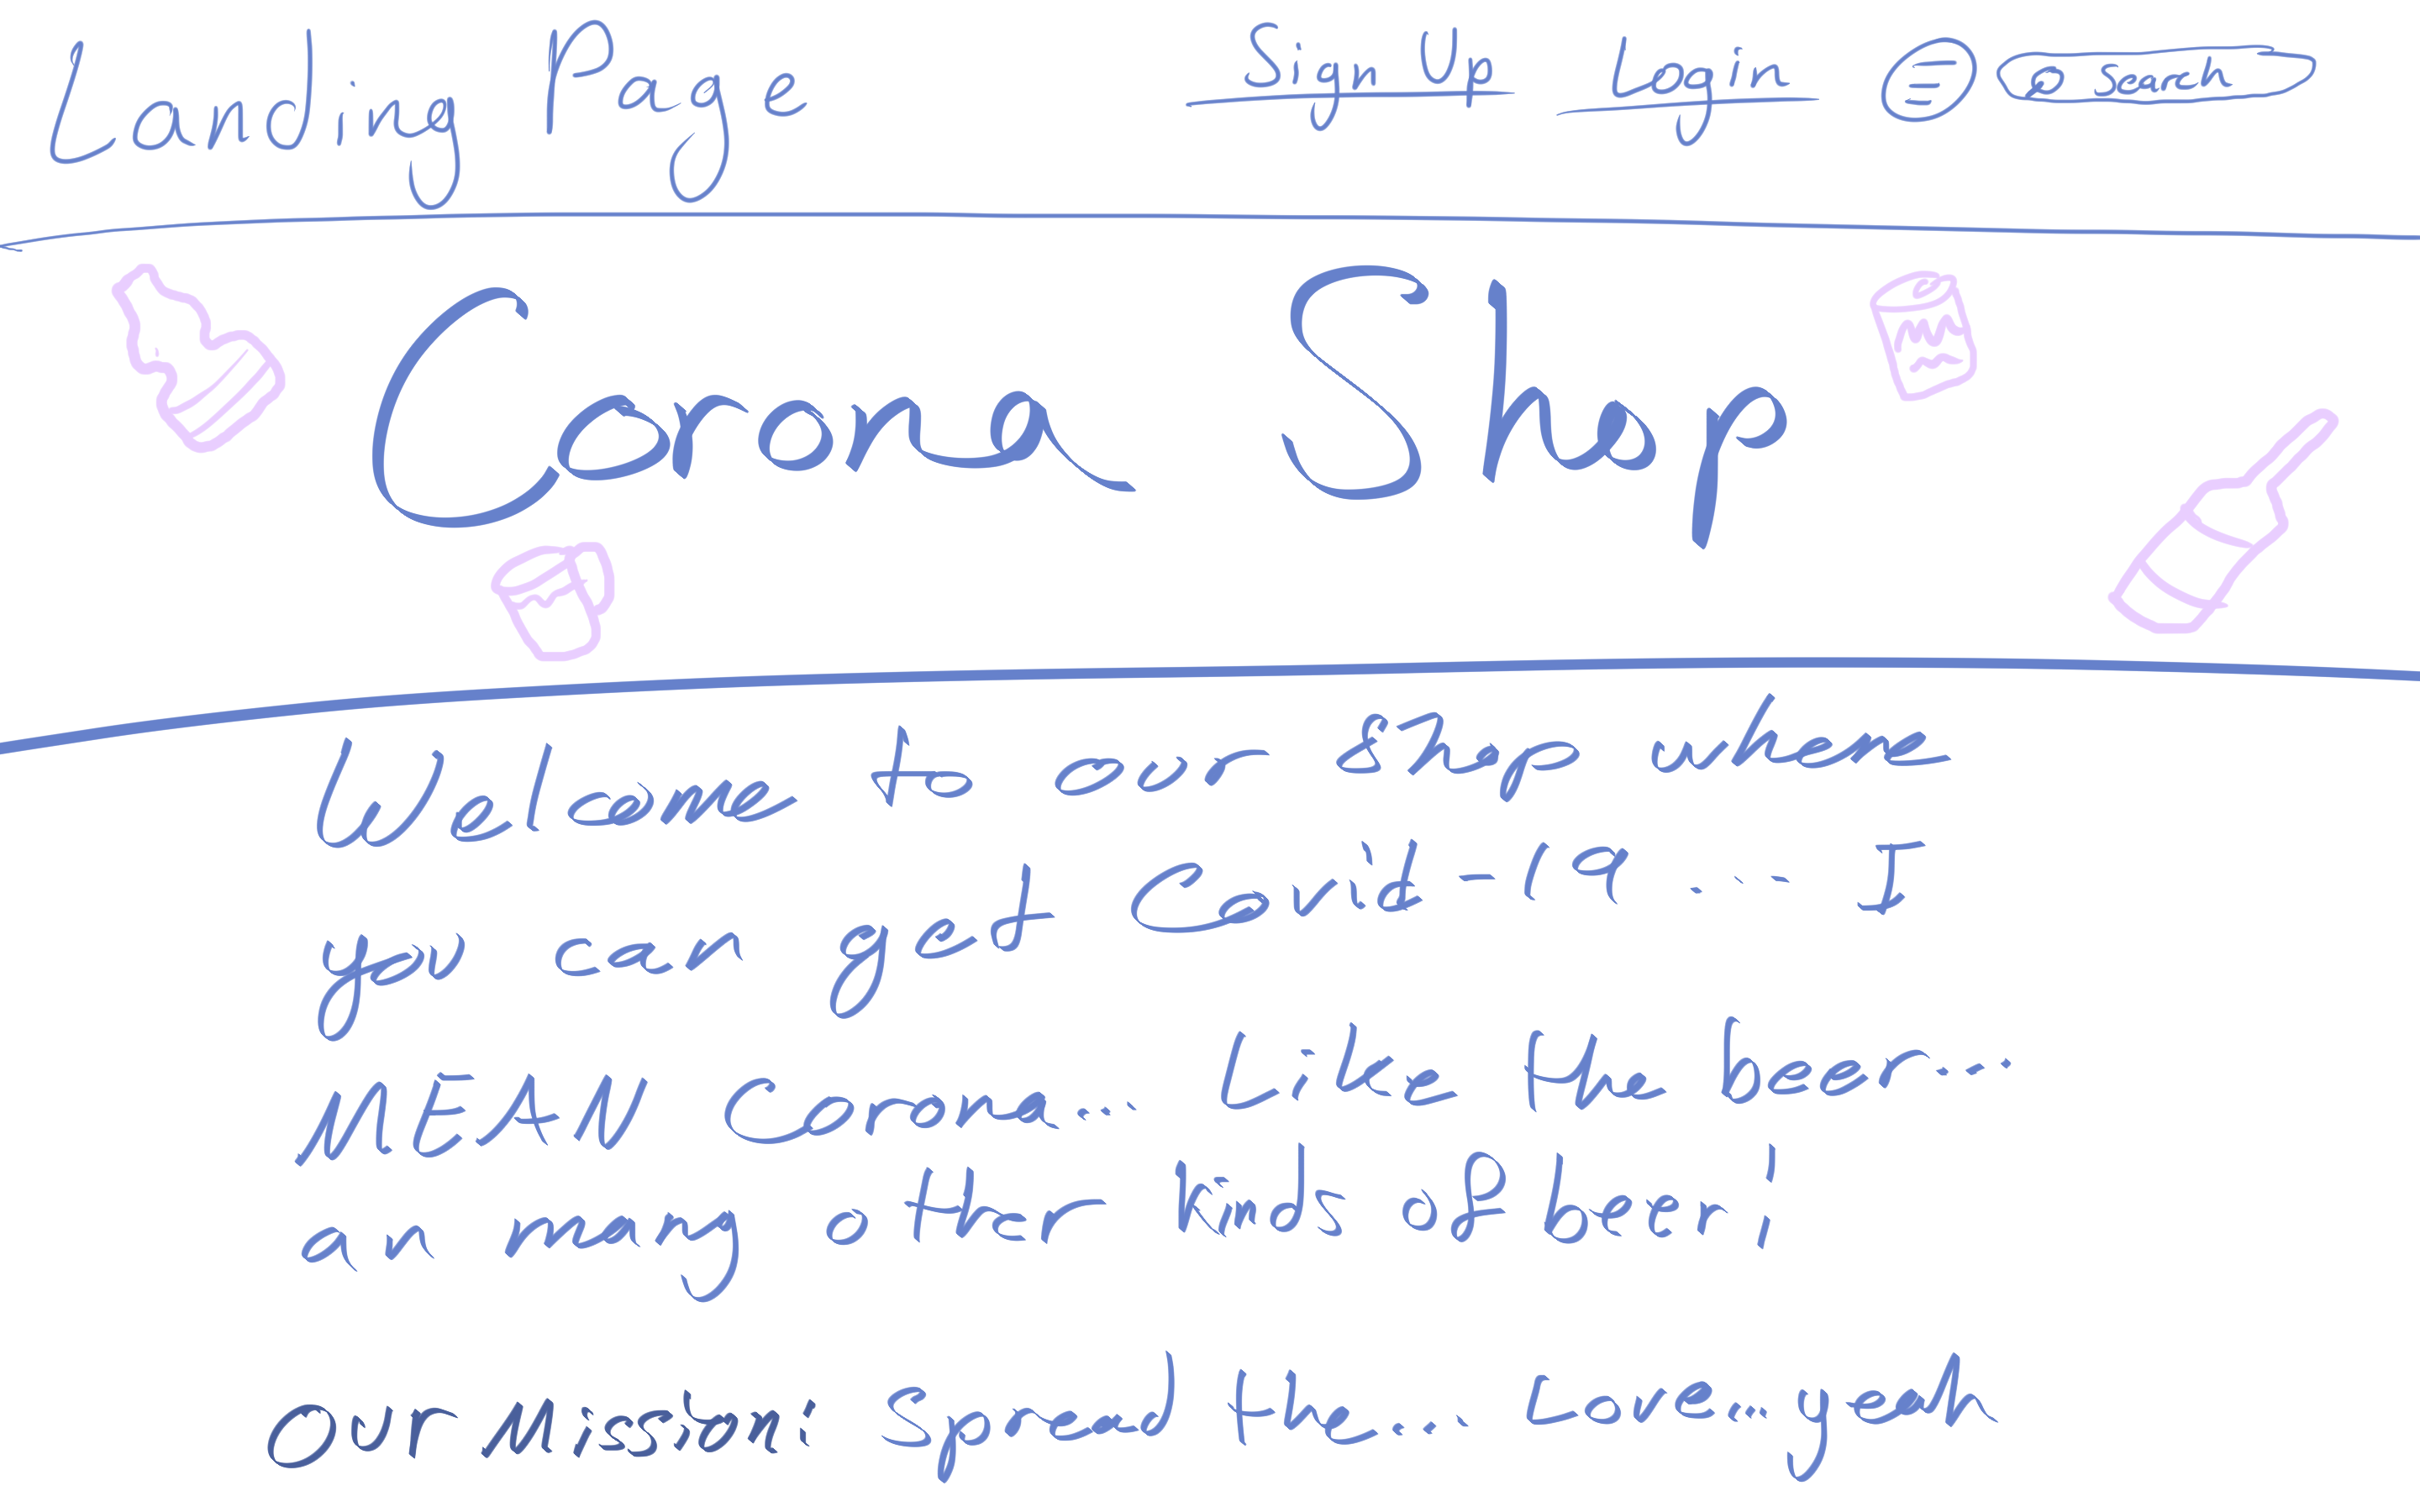 Landing Page Sign Up Login Search
Corona Shop
Welcome to our shop where
you can get Covid-19 ... I
MEAN Corona... Like the beer...
an many other kinds of beer!
Our Mission: Spread the... Love... yeah